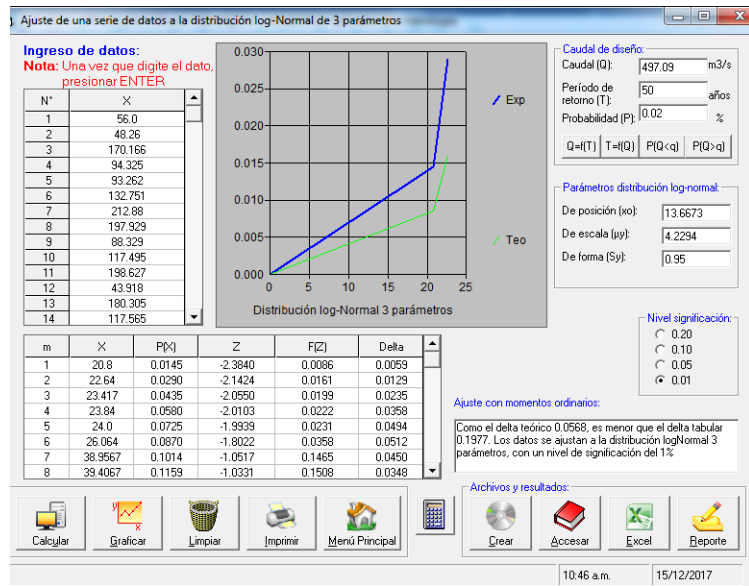 ). Ajuste de una serie de datos a la distribución log-Normal de 3 parámetros
Ingreso de datos:
Nota: Una vez que digite el dato,
presionar ENTER
N° X
1 56.0
2 48.26
3 170.166
4 94.325
5 93.262
6 132.751
7 212.88
8 197.929
9 88.329
10 117.495
11 198.627
12 43.918
13 180.305
14 117.565
0.030
0.025
0.020
0.015
0.010
0.005
0.000
0 5 10 15 20 25
Exp
Teo
Distribución log-Normal 3 parámetros
Caudal de diseño:
Caudal (Q): 497.09 m3/s
Período de
retorno (T): 50 años
Probabilidad (P): 0.02 %
Q=f(T) T=f(Q) P(Q<q) P(Q>q)
Parámetros distribución log-normal:
De posición (xo): 13.6673
De escala (µy): 4.2294
De forma (Sy): 0.95
Nivel significación:
0.20
0.10
0.05
0.01
m X P(X) Z F(Z) Delta
1 20.8 0.0145 -2.3840 0.0086 0.0059
2 22.64 0.0290 -2.1424 0.0161 0.0129
3 23.417 0.0435 -2.0550 0.0199 0.0235
4 23.84 0.0580 -2.0103 0.0222 0.0358
5 24.0 0.0725 -1.9939 0.0231 0.0494
6 26.064 0.0870 -1.8022 0.0358 0.0512
7 38.9567 0.1014 -1.0517 0.1465 0.0450
8 39.4067 0.1159 -1.0331 0.1508 0.0348
Ajuste con momentos ordinarios:
Como el delta teórico 0.0568, es menor que el delta tabular
0.1977. Los datos se ajustan a la distribución logNormal 3
parámetros, con un nivel de significación del 1%
Calcular
Graficar
Limpiar
Imprimir
Menú Principal
Archivos y resultados:
Crear
Accesar
Excel
Reporte
10:46 a.m. 15/12/2017